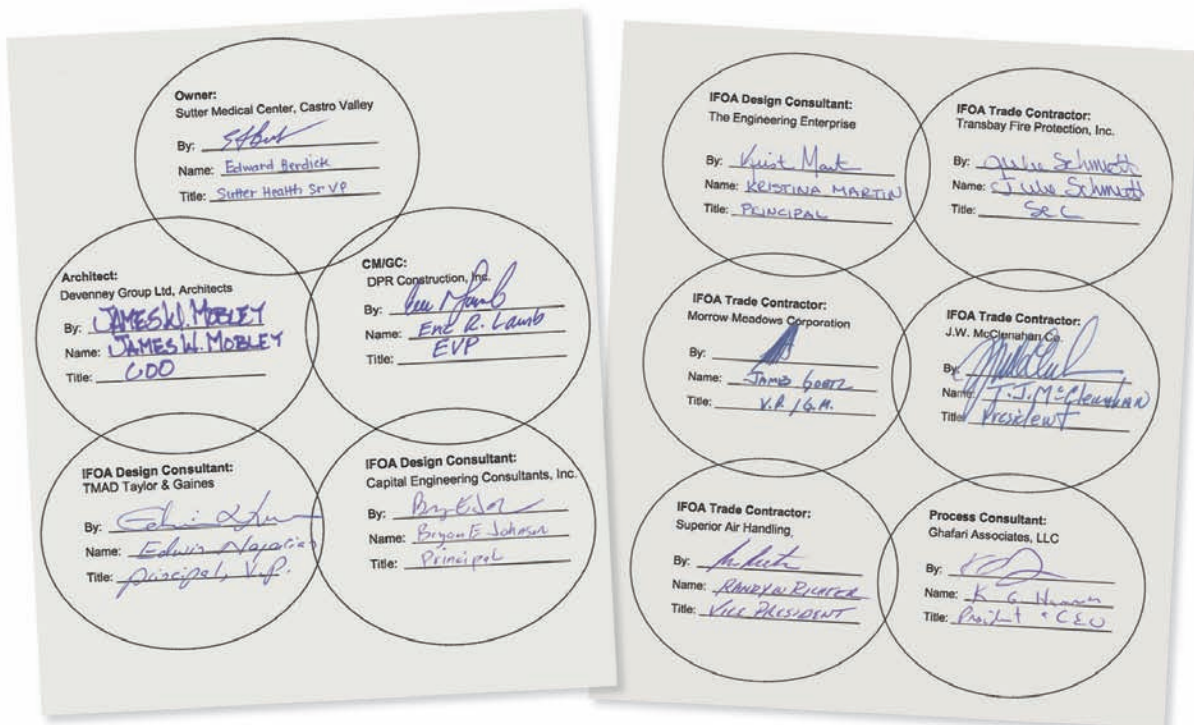 Owner:
Sutter Medical Center, Castro Valley
By:
Name: Edward Berdick
Title: Sutter Health Sr VP
Architect:
Devenney Group Ltd, Architects
By: JAMES W. MOBLEY
Name: JAMES W. MOBLEY
Title: COO
CM/GC:
DPR Construction, Inc.
By:
Name: Eric R. Lamb
Title: EVP
IFOA Design Consultant:
TMAD Taylor & Gaines
By:
Name: Edwin Najarian
Title: principal, V.P.
IFOA Design Consultant:
Capital Engineering Consultants, Inc.
By:
Name: Bryan E Johnson
Title: Principal
IFOA Design Consultant:
The Engineering Enterprise
By:
Name: KRISTINA MARTIN
Title: PRINCIPAL
IFOA Trade Contractor:
Transbay Fire Protection, Inc.
By: Julie Schmidt
Name: Julie Schmidt
Title: Sec
IFOA Trade Contractor:
Morrow-Meadows Corporation
By:
Name: JAMES
Title: V.P. / G.M.
IFOA Trade Contractor:
J.W. McClenahan Co.
By:
Name: J.J. McClenahan
Title: President
IFOA Trade Contractor:
Superior Air Handling
By:
Name: RANDY W RICHTER
Title: VICE PRESIDENT
Process Consultant:
Ghafari Associates, LLC
By:
Name: K G
Title: President & CEO